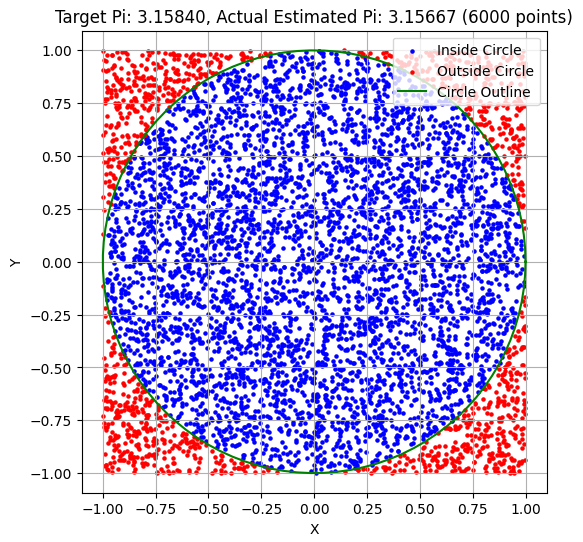 Target Pi: 3.15840, Actual Estimated Pi: 3.15667 (6000 points)
Inside Circle
Outside Circle
Circle Outline
1.00
0.75
0.50
0.25
0.00
−0.25
−0.50
−0.75
−1.00
Y
−1.00 −0.75 −0.50 −0.25 0.00 0.25 0.50 0.75 1.00
X